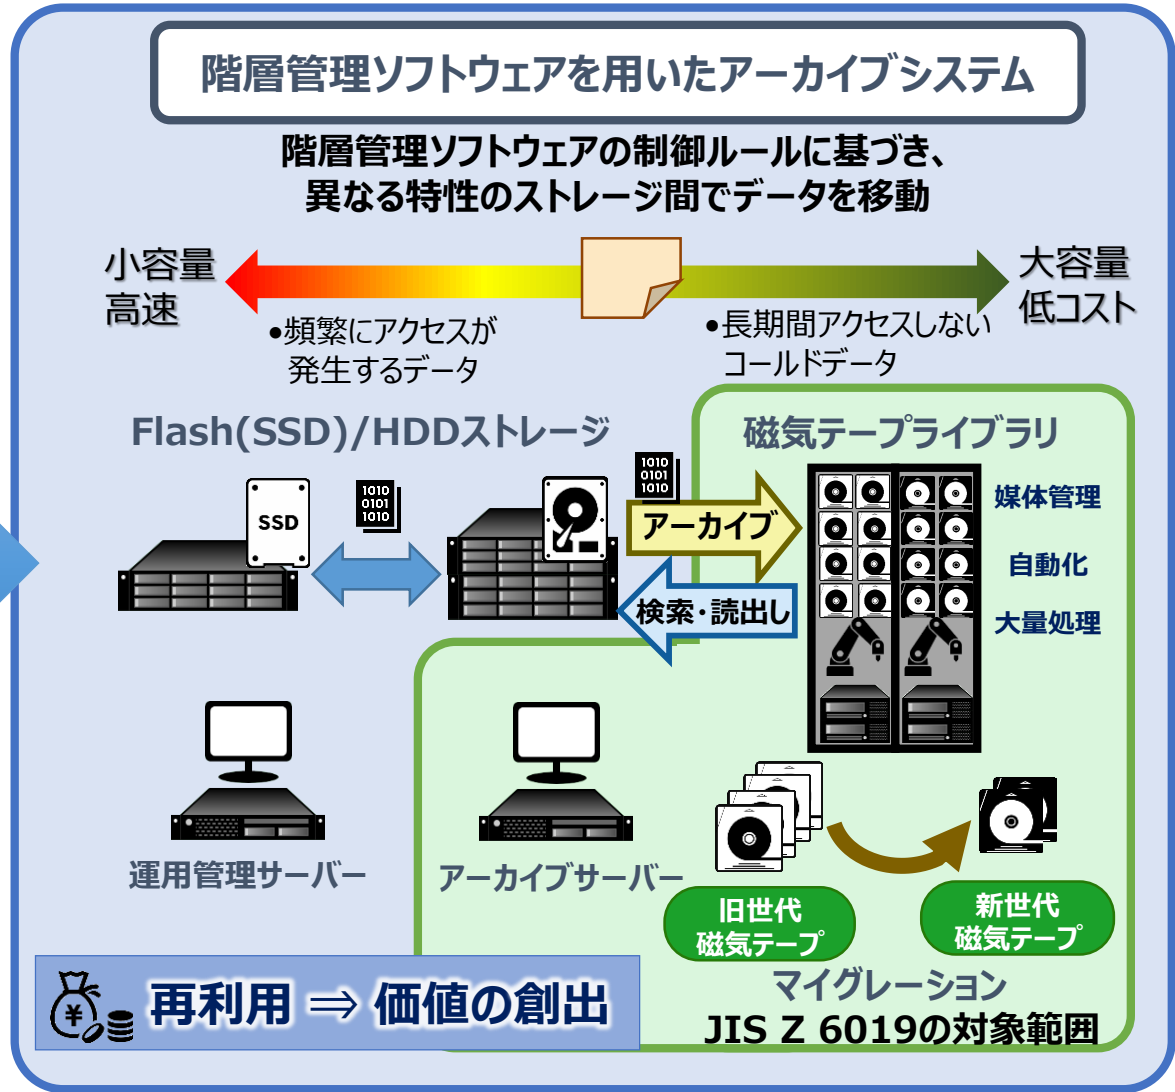 階層管理ソフトウェアを用いたアーカイブシステム
階層管理ソフトウェアの制御ルールに基づき、
異なる特性のストレージ間でデータを移動
小容量
高速
大容量
低コスト
•頻繁にアクセスが
発生するデータ
•長期間アクセスしない
コールドデータ
Flash(SSD)/HDDストレージ
磁気テープライブラリ
SSD
1010
0101
1010
1010
0101
1010
アーカイブ
検索・読出し
媒体管理
自動化
大量処理
運用管理サーバー
アーカイブサーバー
旧世代
磁気テープ
新世代
磁気テープ
マイグレーション
JIS Z 6019の対象範囲
¥
再利用 ⇒ 価値の創出